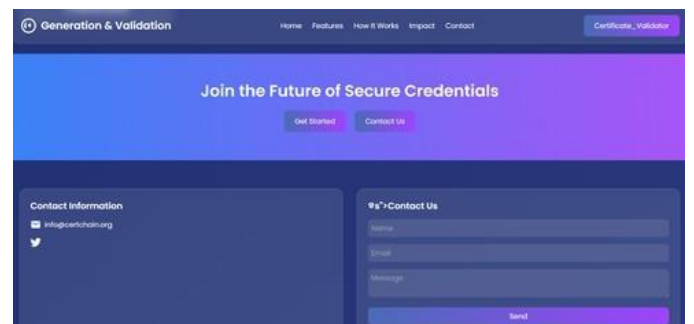 Generation & Validation
Home Features How It Works Impact Contact
Certificate_Validator
Join the Future of Secure Credentials
Get Started Contact Us
Contact Information
info@certchain.org
s">Contact Us
Name
Email
Message
Send